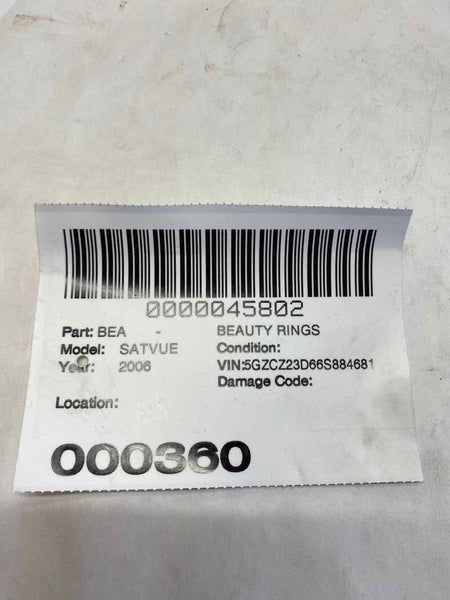 0000045802
Part: BEA - BEAUTY RINGS
Model: SATVUE Condition:
Year: 2006 VIN:5GZCZ23D66S884681
Damage Code:
Location:
000360